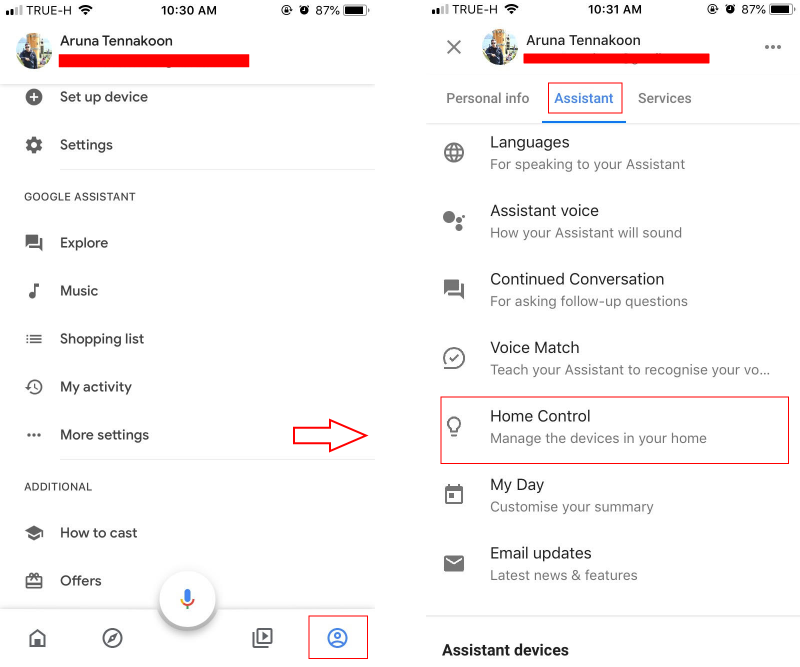 TRUE-H 10:30 AM 87%
Aruna Tennakoon
Set up device
Settings
GOOGLE ASSISTANT
Explore
Music
Shopping list
My activity
More settings
ADDITIONAL
How to cast
Offers
TRUE-H 10:31 AM 87%
Aruna Tennakoon
Personal info Assistant Services
Languages
For speaking to your Assistant
Assistant voice
How your Assistant will sound
Continued Conversation
For asking follow-up questions
Voice Match
Teach your Assistant to recognise your vo...
Home Control
Manage the devices in your home
My Day
Customise your summary
Email updates
Latest news & features
Assistant devices